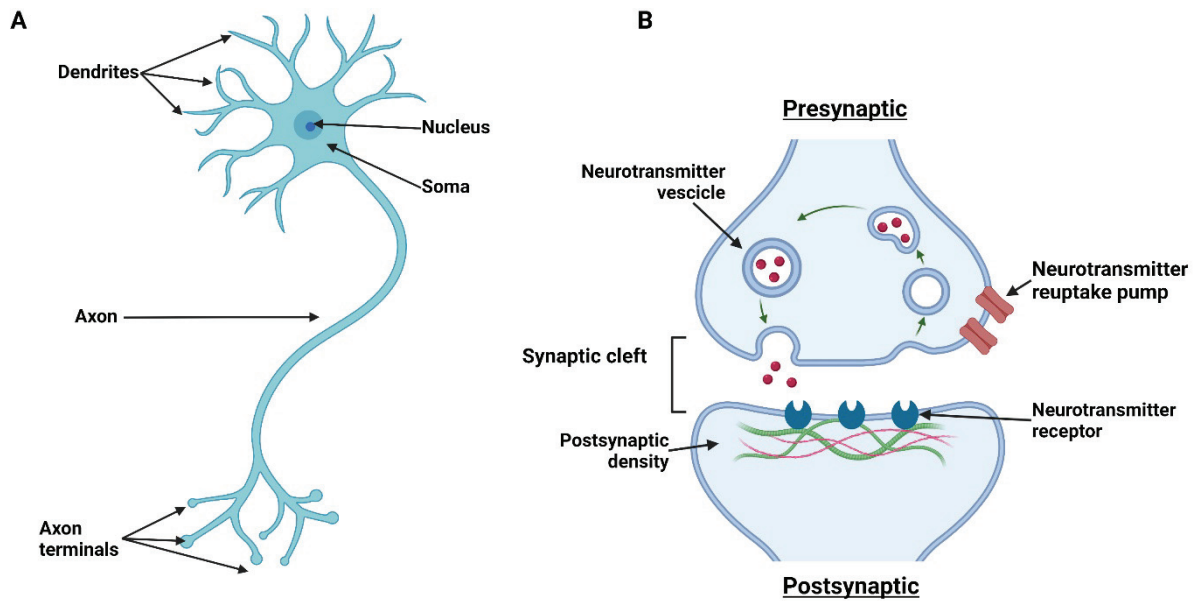 A
Dendrites
Nucleus
Soma
Axon
Axon
terminals
B
Presynaptic
Neurotransmitter
vescicle
Neurotransmitter
reuptake pump
Synaptic cleft
Neurotransmitter
receptor
Postsynaptic
density
Postsynaptic